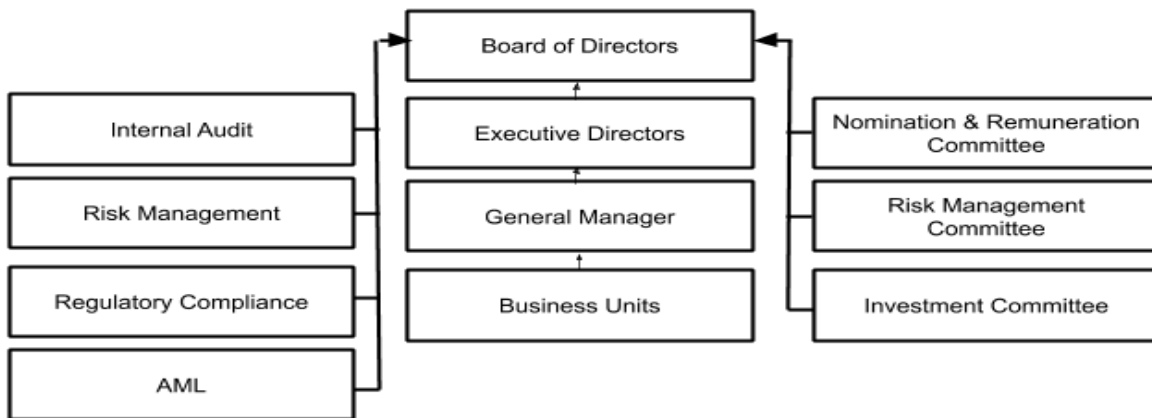 Board of Directors
Internal Audit
Executive Directors
Nomination & Remuneration
Committee
Risk Management
General Manager
Risk Management
Committee
Regulatory Compliance
Business Units
Investment Committee
AML